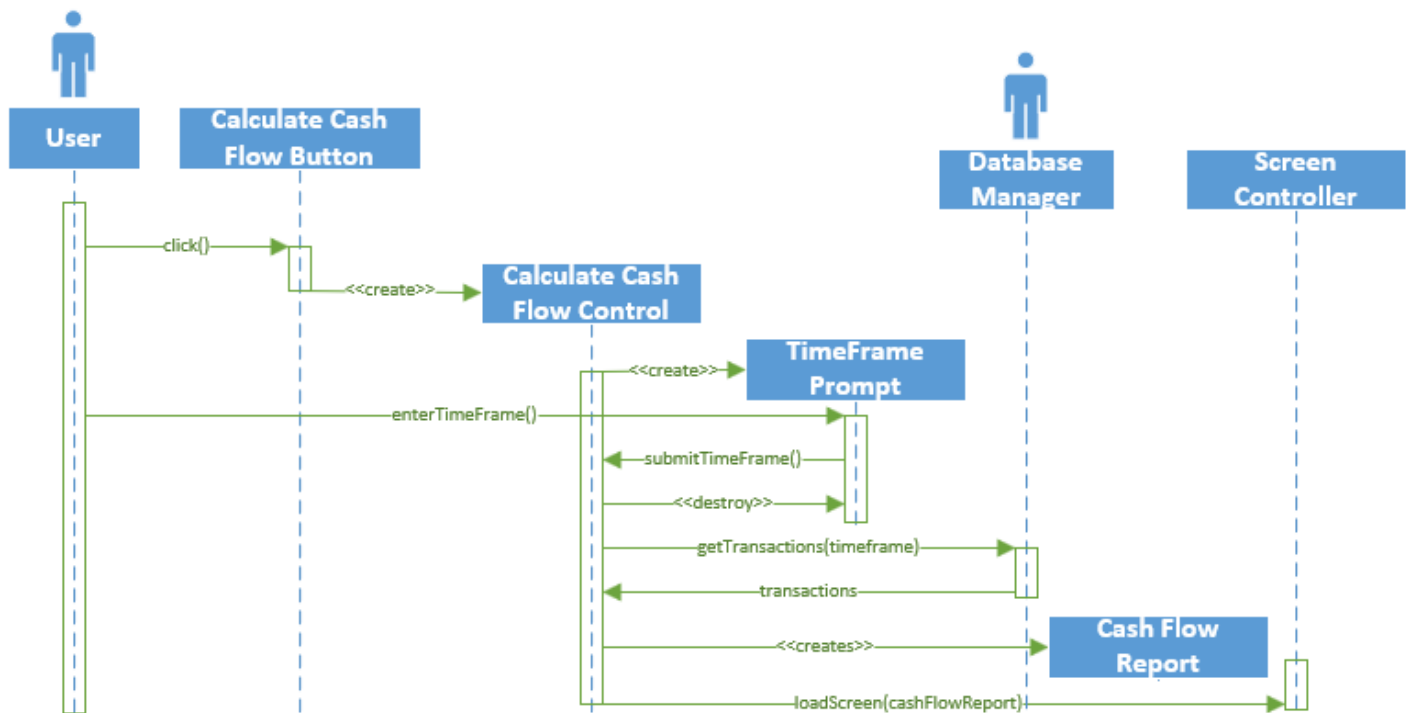 User
Calculate Cash
Flow Button
Database
Manager
Screen
Controller
click()
<<create>>
Calculate Cash
Flow Control
<<create>>
TimeFrame
Prompt
enterTimeFrame()
submitTimeFrame()
<<destroy>>
getTransactions(timeframe)
transactions
<<creates>>
Cash Flow
Report
loadScreen(cashFlowReport)